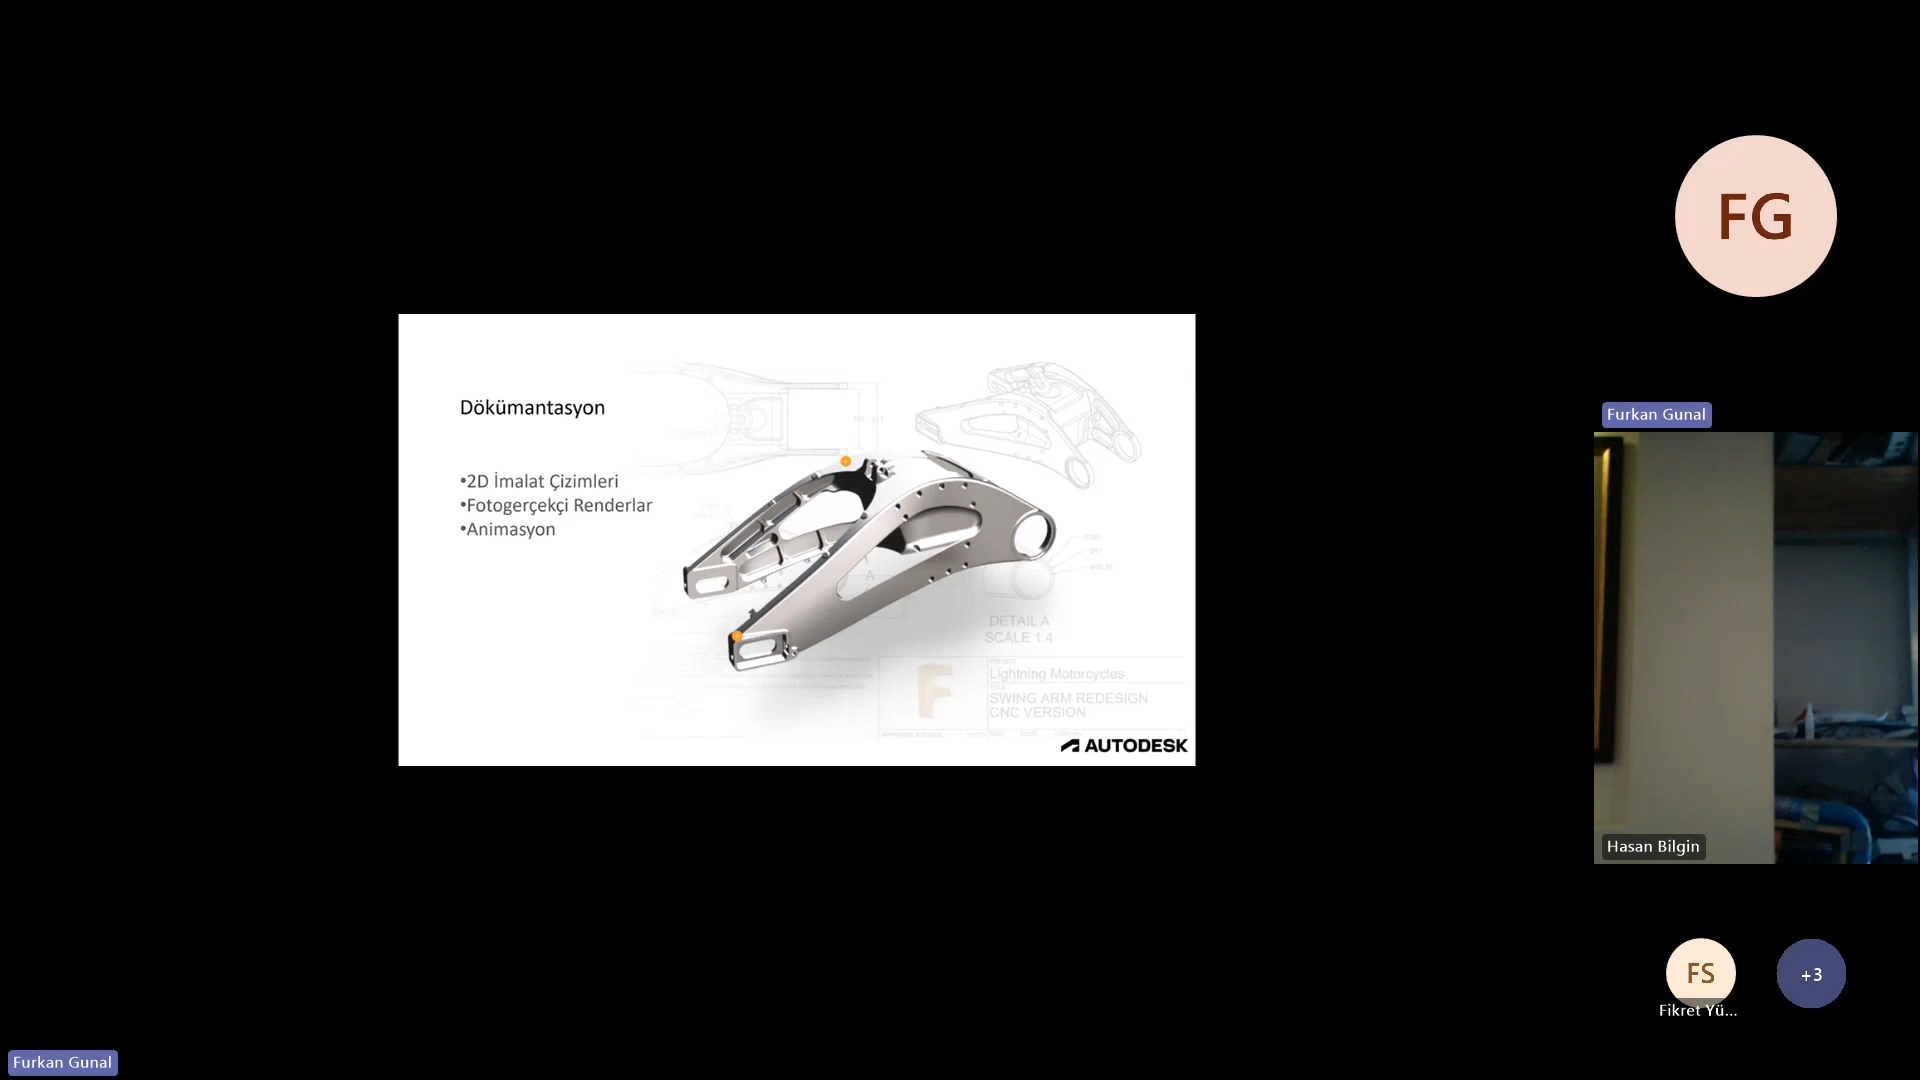 Dökümantasyon
•2D İmalat Çizimleri
•Fotogerçekçi Renderlar
•Animasyon
A
DETAIL A
SCALE 1:4
Lightning Motorcycles
SWING ARM REDESIGN
CNC VERSION
AUTODESK
FG
Furkan Gunal
Hasan Bilgin
FS
Fikret Yü...
+3
Furkan Gunal